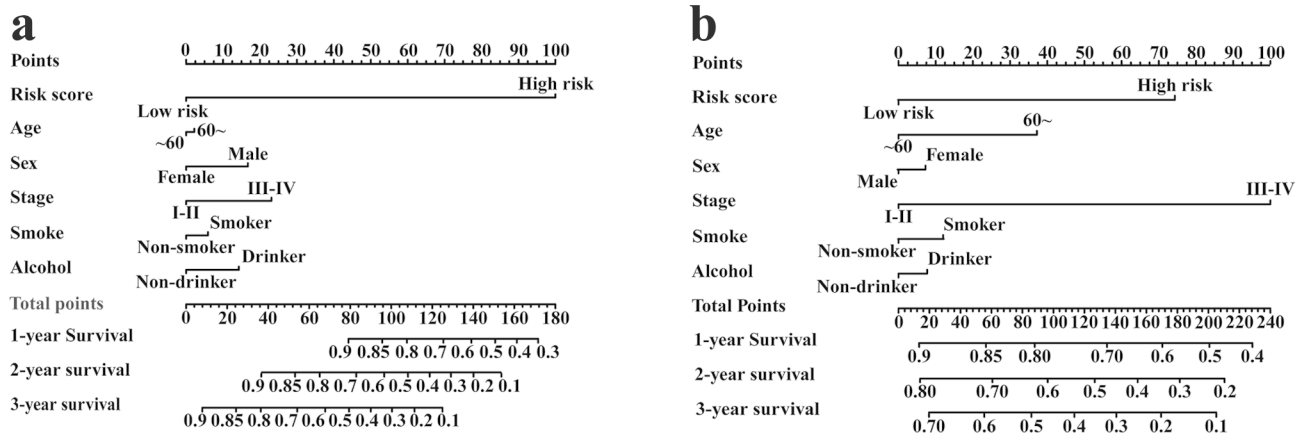 a
Points 0 10 20 30 40 50 60 70 80 90 100
Risk score Low risk High risk
Age ~60 60~
Sex Female Male
Stage I-II III-IV
Smoke Non-smoker Smoker
Alcohol Non-drinker Drinker
Total points 0 20 40 60 80 100 120 140 160 180
1-year Survival 0.9 0.85 0.8 0.7 0.6 0.5 0.4 0.3
2-year survival 0.9 0.85 0.8 0.7 0.6 0.5 0.4 0.3 0.2 0.1
3-year survival 0.9 0.85 0.8 0.7 0.6 0.5 0.4 0.3 0.2 0.1
b
Points 0 10 20 30 40 50 60 70 80 90 100
Risk score Low risk High risk
Age ~60 60~
Sex Male Female
Stage I-II III-IV
Smoke Non-smoker Smoker
Alcohol Non-drinker Drinker
Total Points 0 20 40 60 80 100 120 140 160 180 200 220 240
1-year Survival 0.9 0.85 0.80 0.70 0.6 0.5 0.4
2-year survival 0.80 0.70 0.6 0.5 0.4 0.3 0.2
3-year survival 0.70 0.6 0.5 0.4 0.3 0.2 0.1